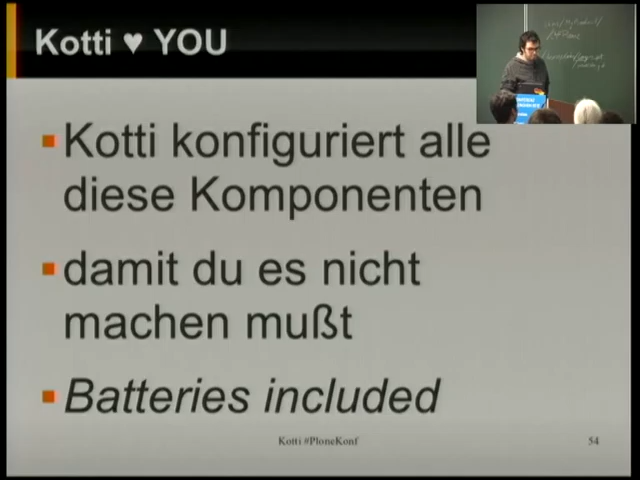 Kotti ♥ YOU
Kotti konfiguriert alle
diese Komponenten
damit du es nicht
machen mußt
Batteries included
Kotti #PloneKonf
54